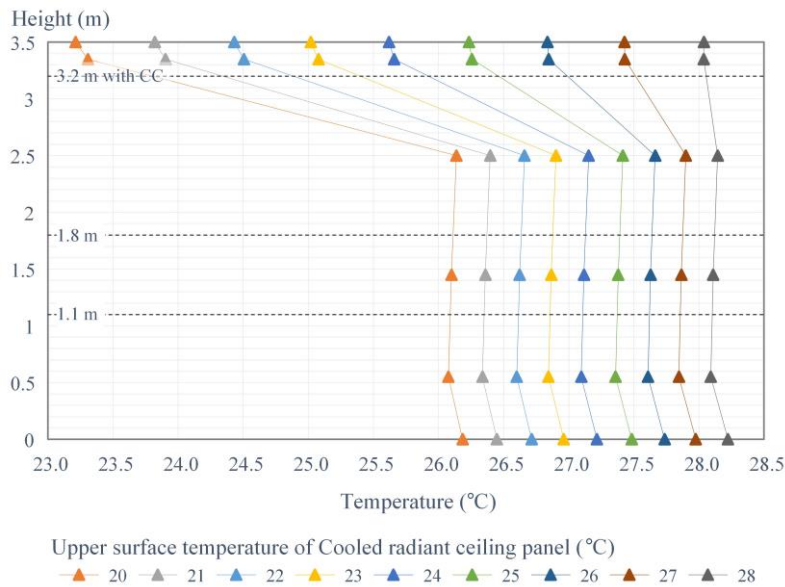 Height (m)
3.5
3.2 m with CC
3
2.5
2
1.8 m
1.5
1.1 m
1
0.5
0
23.0 23.5 24.0 24.5 25.0 25.5 26.0 26.5 27.0 27.5 28.0 28.5
Temperature (℃)
Upper surface temperature of Cooled radiant ceiling panel (℃)
20 21 22 23 24 25 26 27 28